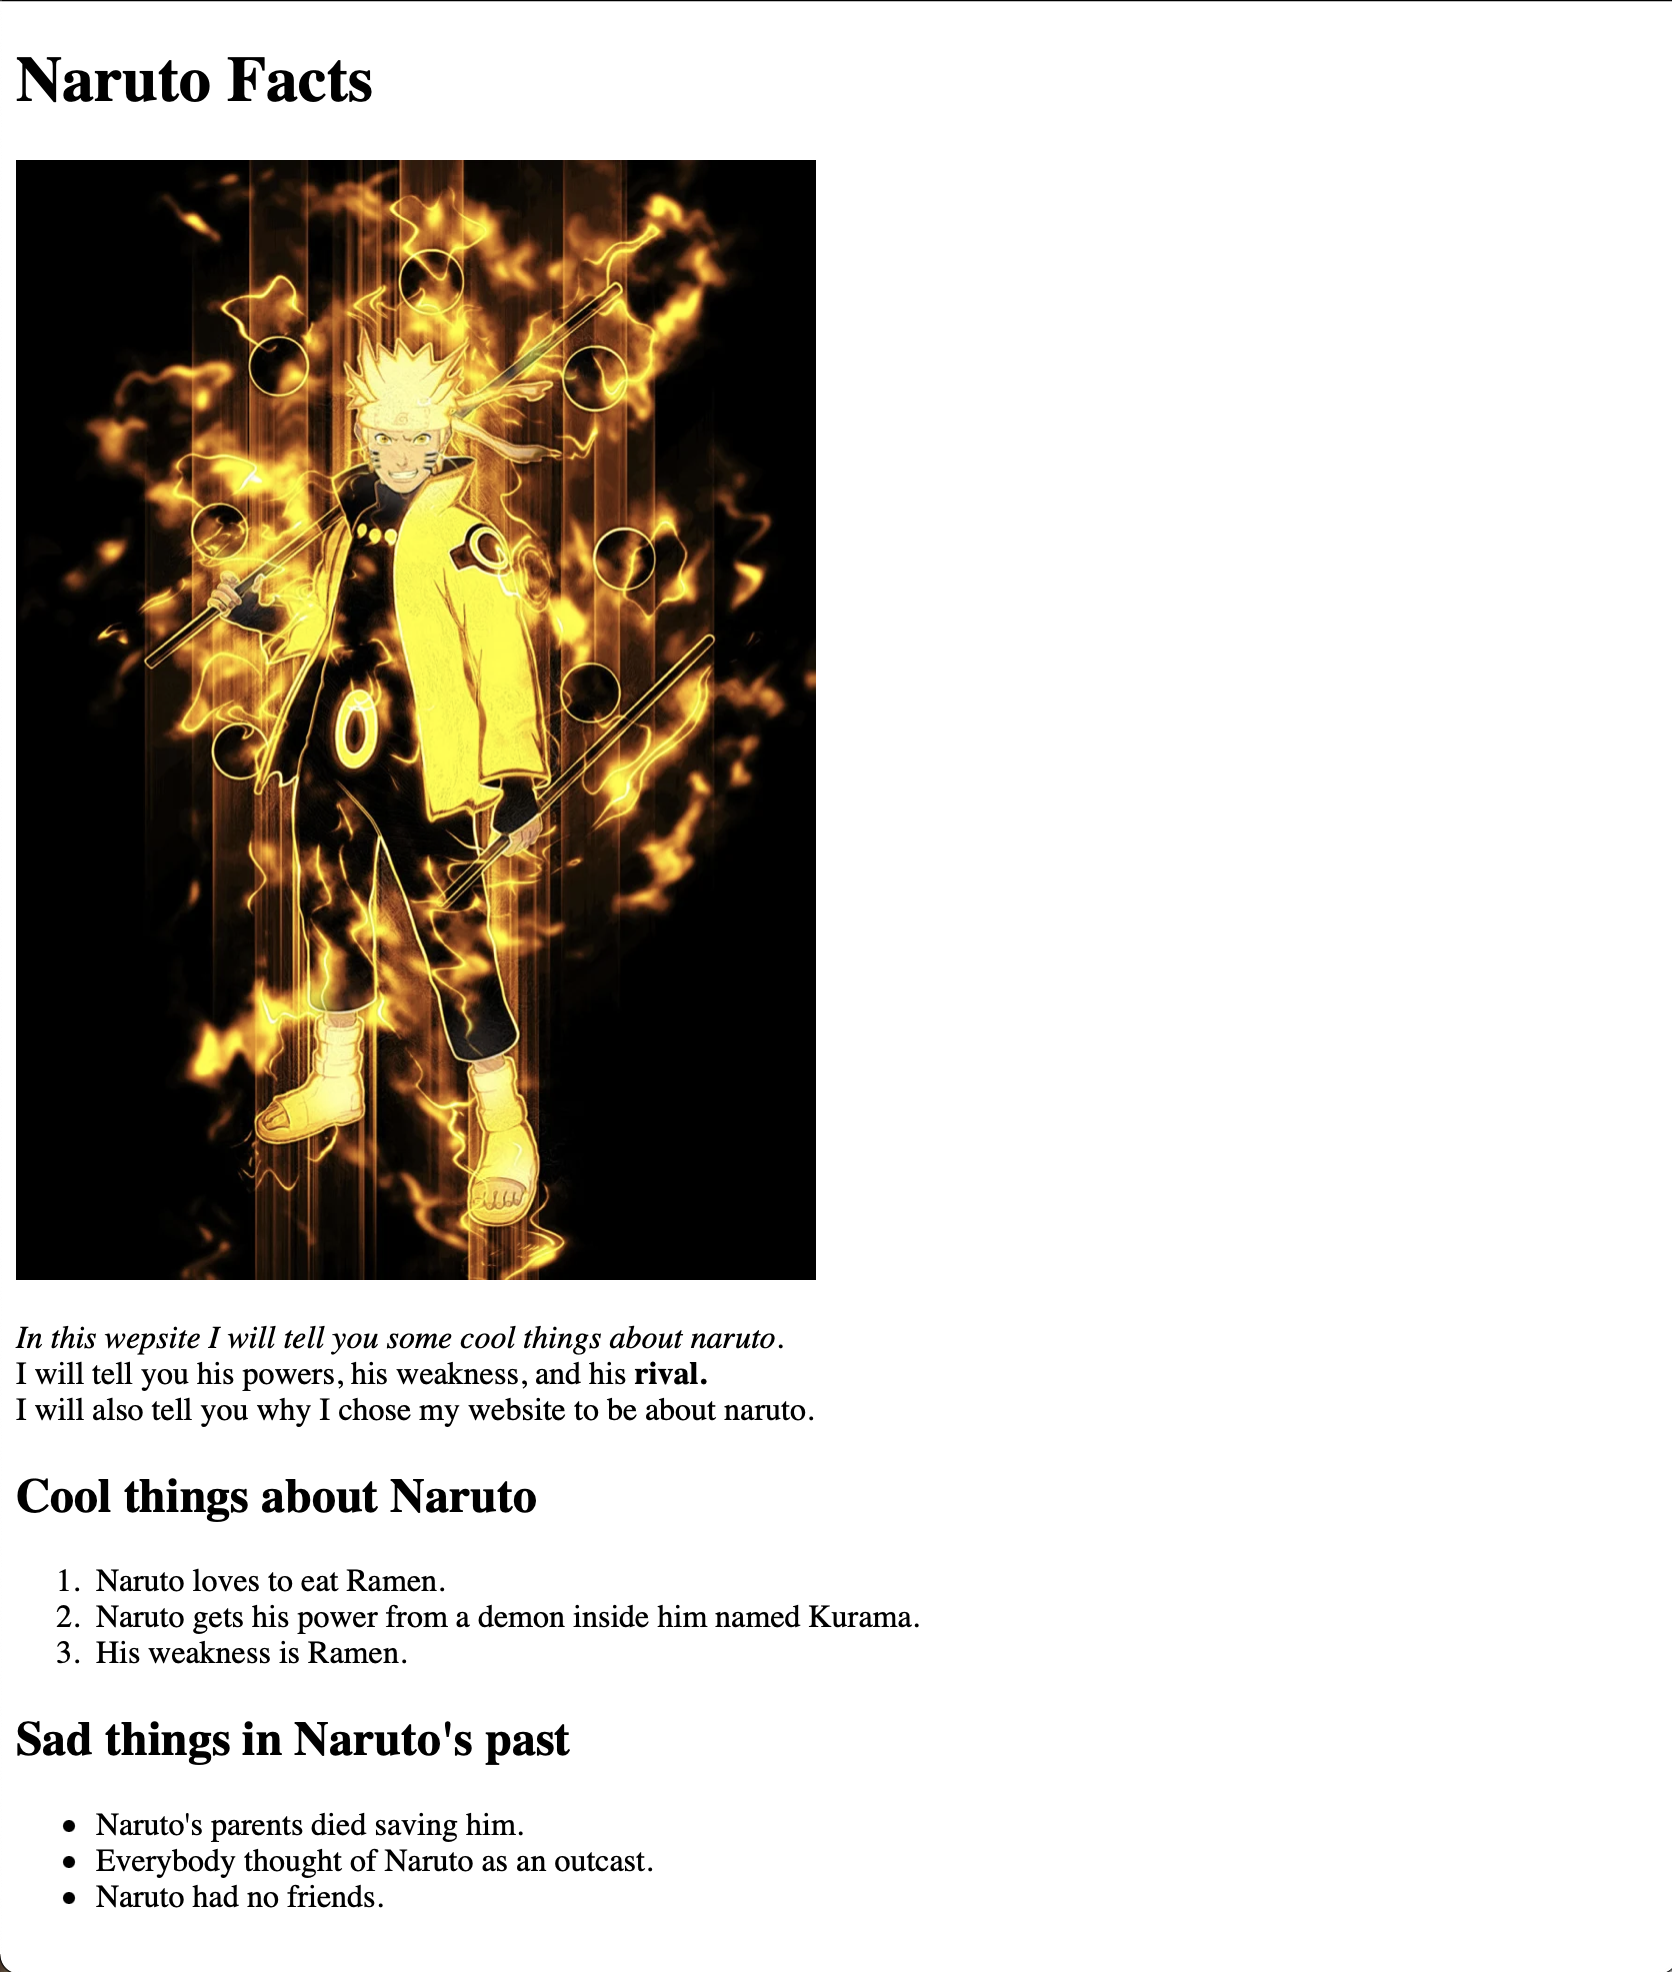 Naruto Facts
In this wepsite I will tell you some cool things about naruto.
I will tell you his powers, his weakness, and his rival.
I will also tell you why I chose my website to be about naruto.
Cool things about Naruto
1. Naruto loves to eat Ramen.
2. Naruto gets his power from a demon inside him named Kurama.
3. His weakness is Ramen.
Sad things in Naruto's past
• Naruto's parents died saving him.
• Everybody thought of Naruto as an outcast.
• Naruto had no friends.